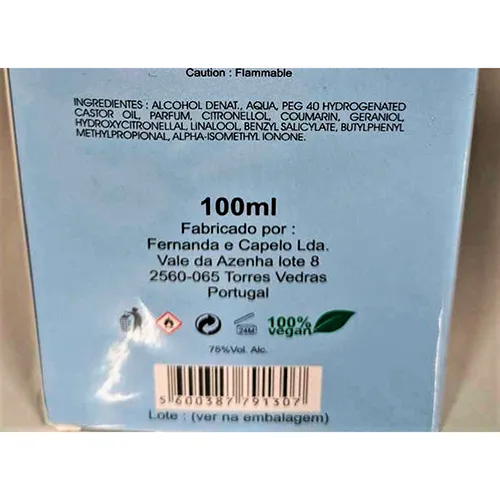 Caution : Flammable
INGREDIENTES : ALCOHOL DENAT., AQUA, PEG 40 HYDROGENATED
CASTOR OIL, PARFUM, CITRONELLOL, COUMARIN, GERANIOL,
HYDROXYCITRONELLAL, LINALOOL, BENZYL SALICYLATE, BUTYLPHENYL
METHYLPROPIONAL, ALPHA-ISOMETHYL IONONE.
100ml
Fabricado por :
Fernanda e Capelo Lda.
Vale da Azenha lote 8
2560-065 Torres Vedras
Portugal
24M
100%
vegan
75%Vol. Alc.
5 600387 791307
Lote : (ver na embalagem)